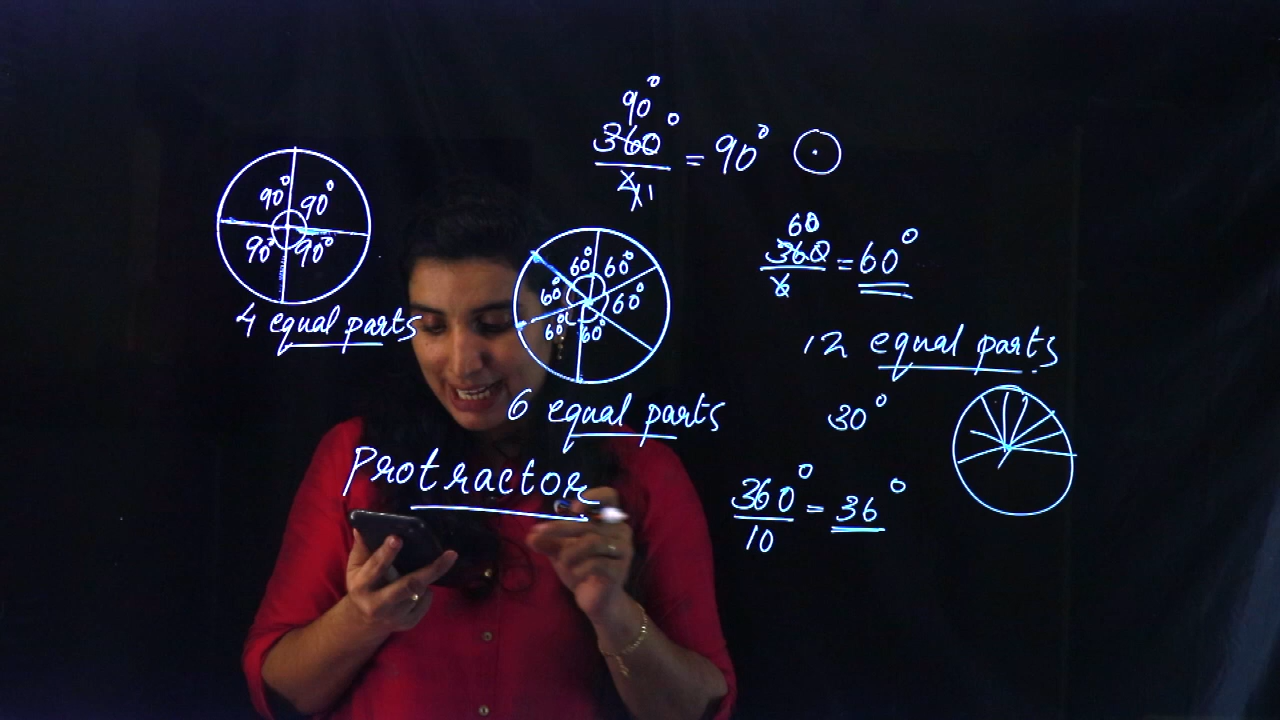 90° 90°
90° 90°
4 equal parts
60° 60°
60° 60°
60° 60°
6 equal parts
Protractor
90°
360° / 4 1 = 90°
60
360 / 6 = 60°
12 equal parts
30°
360° / 10 = 36°